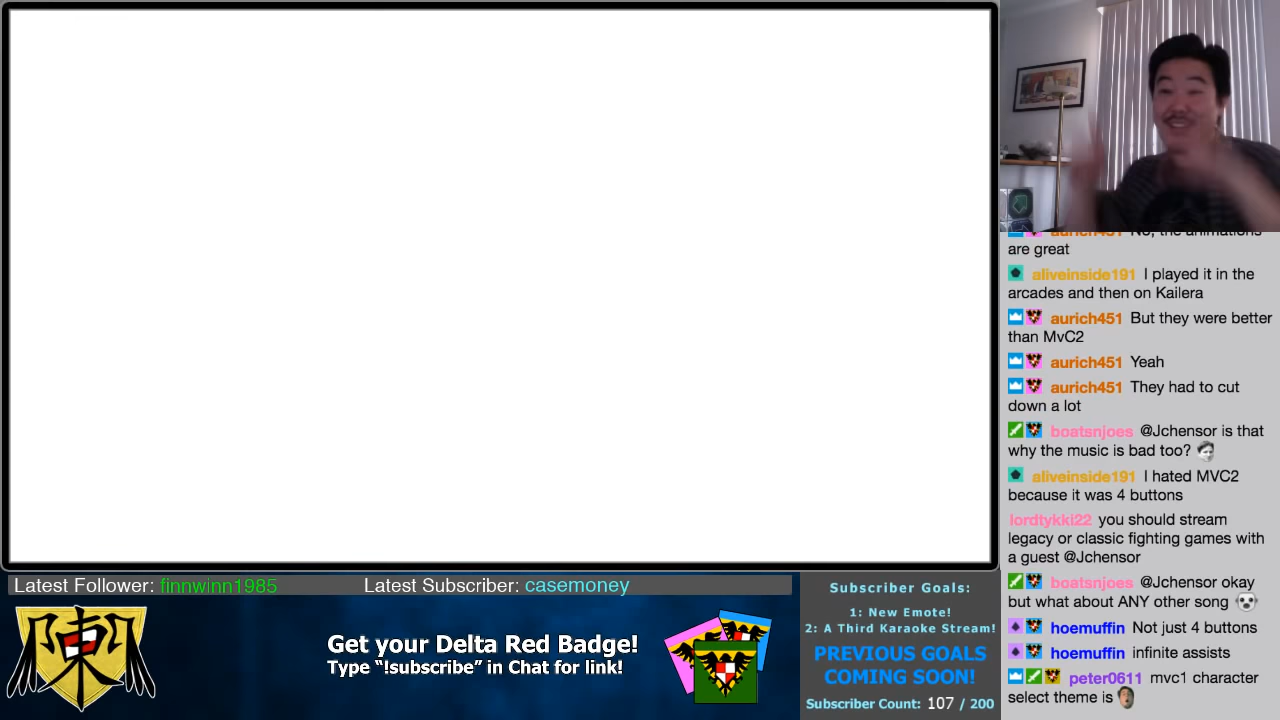 aurich451 No, the animations
are great
aliveinside191 I played it in the
arcades and then on Kailera
aurich451 But they were better
than MvC2
aurich451 Yeah
aurich451 They had to cut
down a lot
boatsnjoes @Jchensor is that
why the music is bad too?
aliveinside191 I hated MVC2
because it was 4 buttons
lordtykki22 you should stream
legacy or classic fighting games with
a guest @Jchensor
boatsnjoes @Jchensor okay
but what about ANY other song
hoemuffin Not just 4 buttons
hoemuffin infinite assists
peter0611 mvc1 character
select theme is
Latest Follower: finnwinn1985 Latest Subscriber: casemoney
Get your Delta Red Badge!
Type “!subscribe” in Chat for link!
Subscriber Goals:
1: New Emote!
2: A Third Karaoke Stream!
PREVIOUS GOALS
COMING SOON!
Subscriber Count: 107 / 200